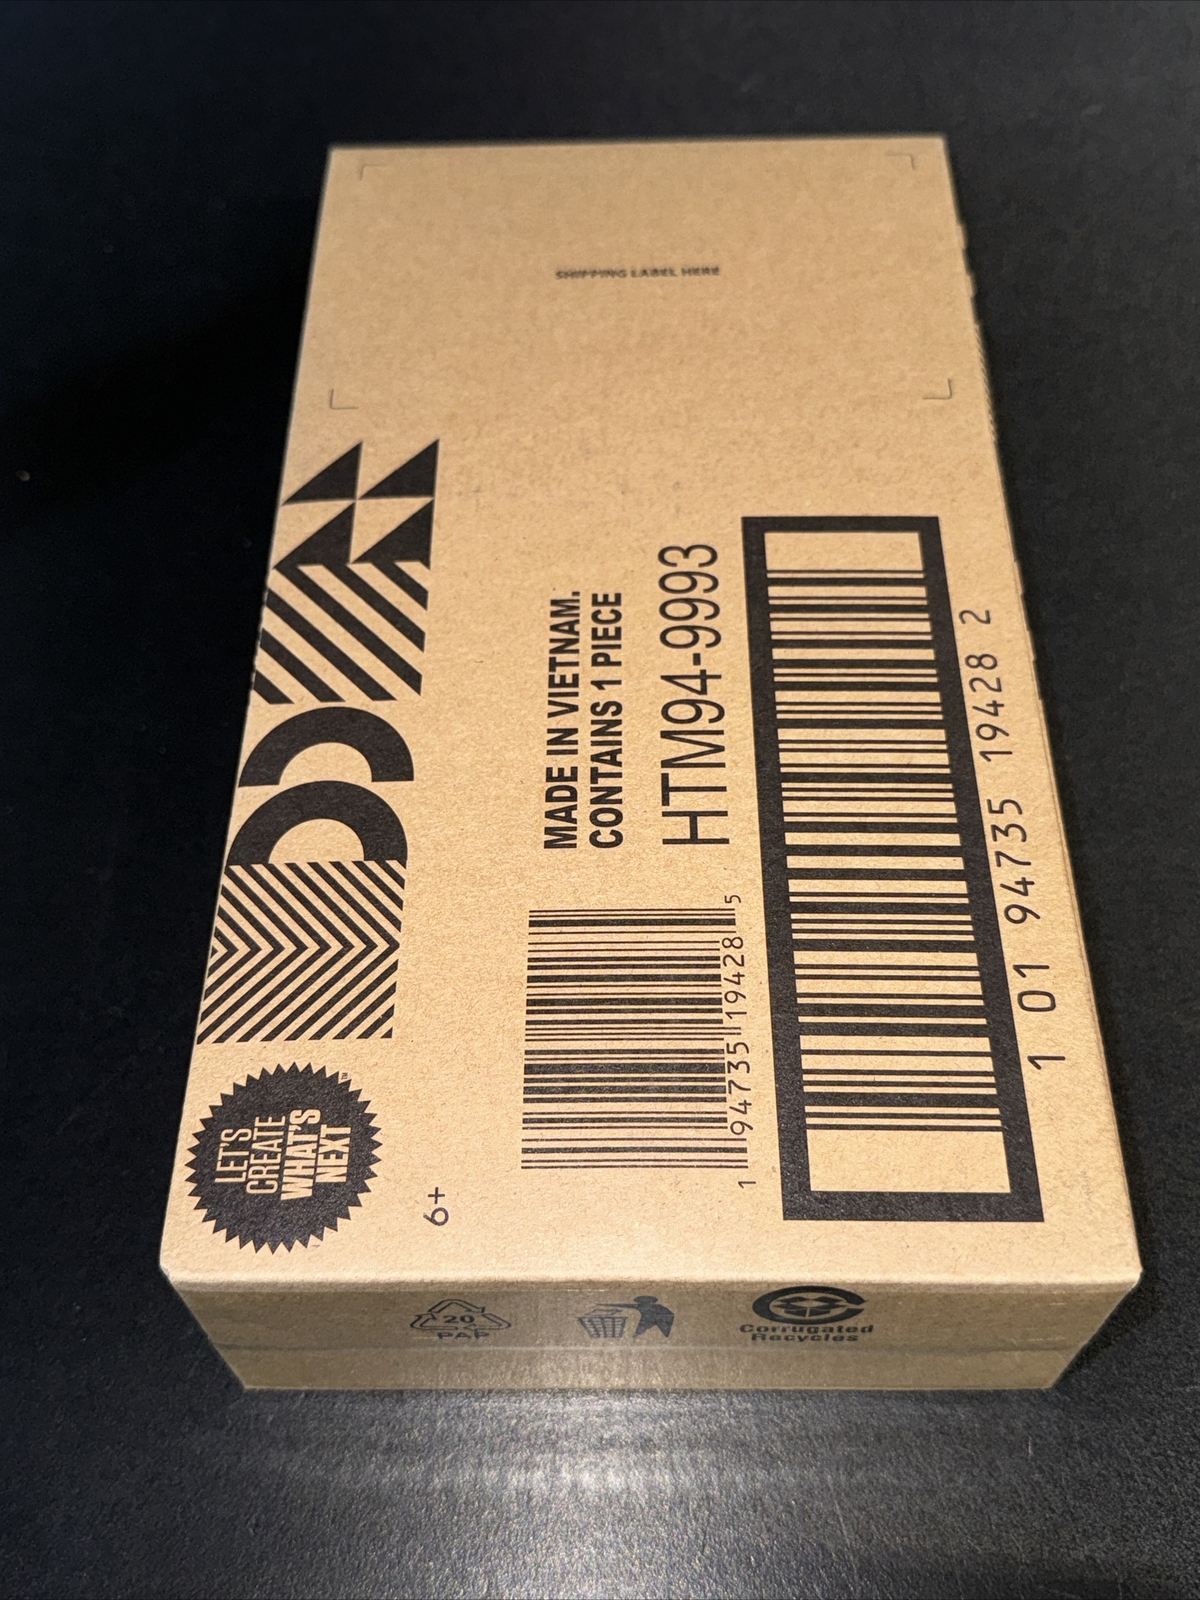 SHIPPING LABEL HERE
MADE IN VIETNAM.
CONTAINS 1 PIECE
HTM94-9993
1 94735 19428 5
1 01 94735 19428 2
LET'S
CREATE
WHAT'S
NEXT™
6+
20
PAP
Corrugated
Recycles